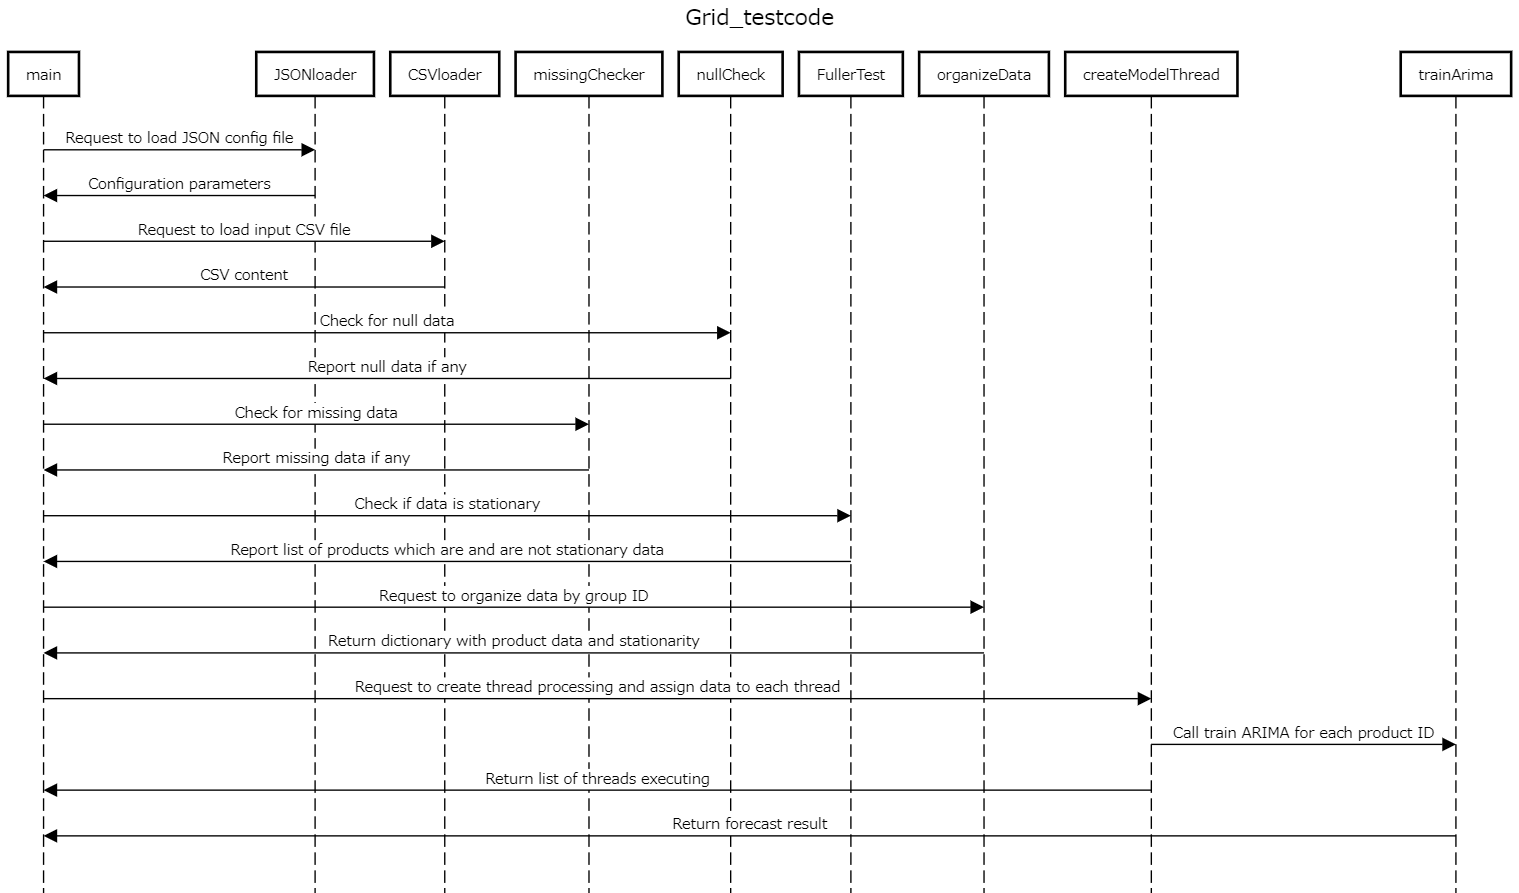 Grid_testcode
main
JSONloader
CSVloader
missingChecker
nullCheck
FullerTest
organizeData
createModelThread
trainArima
Request to load JSON config file
Configuration parameters
Request to load input CSV file
CSV content
Check for null data
Report null data if any
Check for missing data
Report missing data if any
Check if data is stationary
Report list of products which are and are not stationary data
Request to organize data by group ID
Return dictionary with product data and stationarity
Request to create thread processing and assign data to each thread
Call train ARIMA for each product ID
Return list of threads executing
Return forecast result